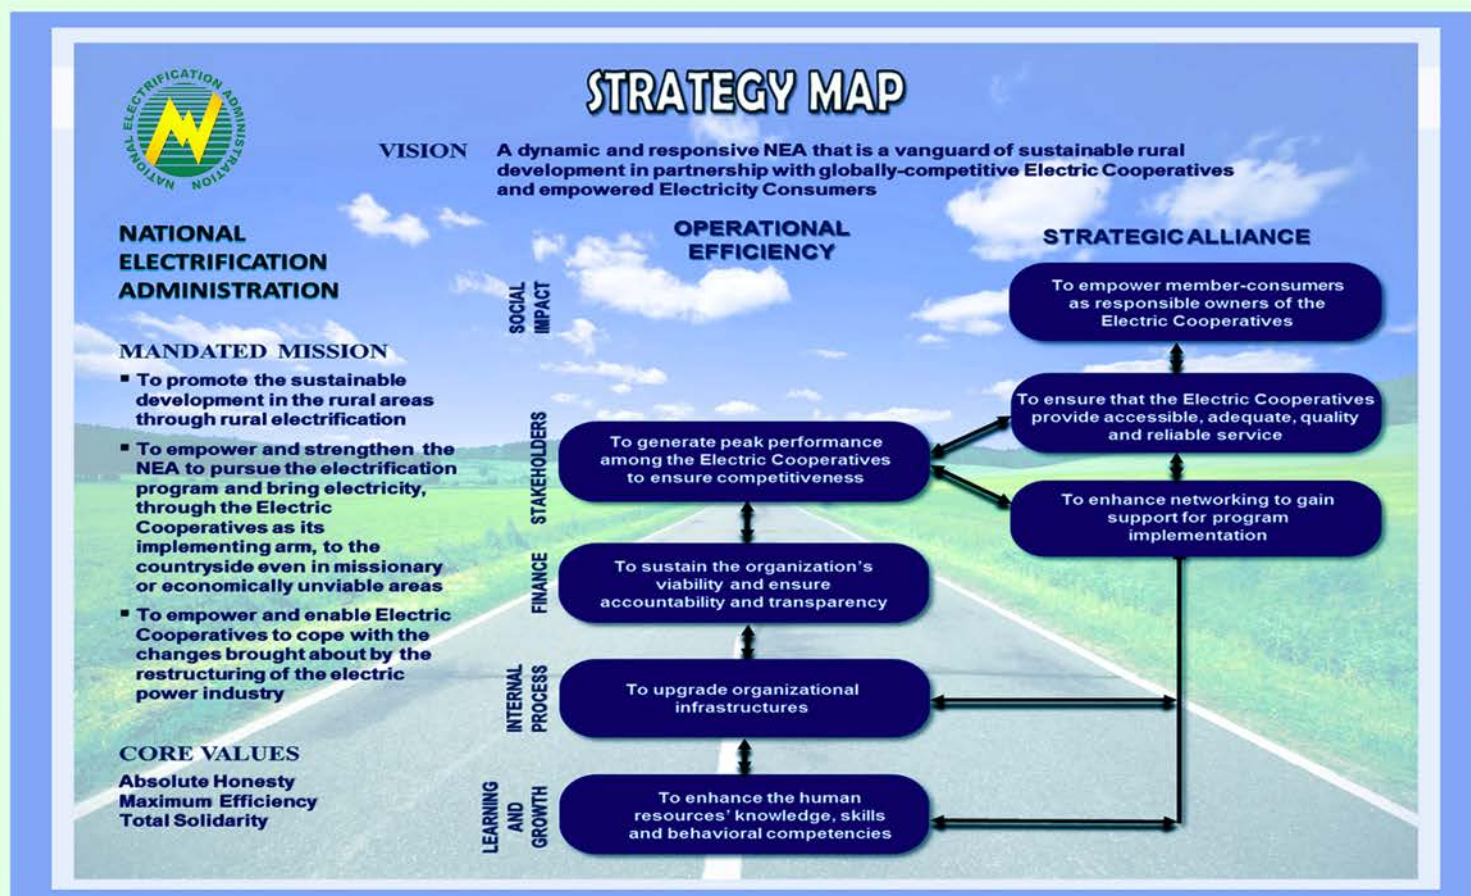 NATIONAL ELECTRIFICATION ADMINISTRATION
NATION
STRATEGY MAP
VISION
A dynamic and responsive NEA that is a vanguard of sustainable rural
development in partnership with globally-competitive Electric Cooperatives
and empowered Electricity Consumers
NATIONAL
ELECTRIFICATION
ADMINISTRATION
MANDATED MISSION
▪ To promote the sustainable
development in the rural areas
through rural electrification
▪ To empower and strengthen the
NEA to pursue the electrification
program and bring electricity,
through the Electric
Cooperatives as its
implementing arm, to the
countryside even in missionary
or economically unviable areas
▪ To empower and enable Electric
Cooperatives to cope with the
changes brought about by the
restructuring of the electric
power industry
CORE VALUES
Absolute Honesty
Maximum Efficiency
Total Solidarity
OPERATIONAL
EFFICIENCY
STRATEGIC ALLIANCE
SOCIAL
IMPACT
To empower member-consumers
as responsible owners of the
Electric Cooperatives
STAKEHOLDERS
To generate peak performance
among the Electric Cooperatives
to ensure competitiveness
To ensure that the Electric Cooperatives
provide accessible, adequate, quality
and reliable service
To enhance networking to gain
support for program
implementation
FINANCE
To sustain the organization's
viability and ensure
accountability and transparency
INTERNAL
PROCESS
To upgrade organizational
infrastructures
LEARNING
AND
GROWTH
To enhance the human
resources' knowledge, skills
and behavioral competencies